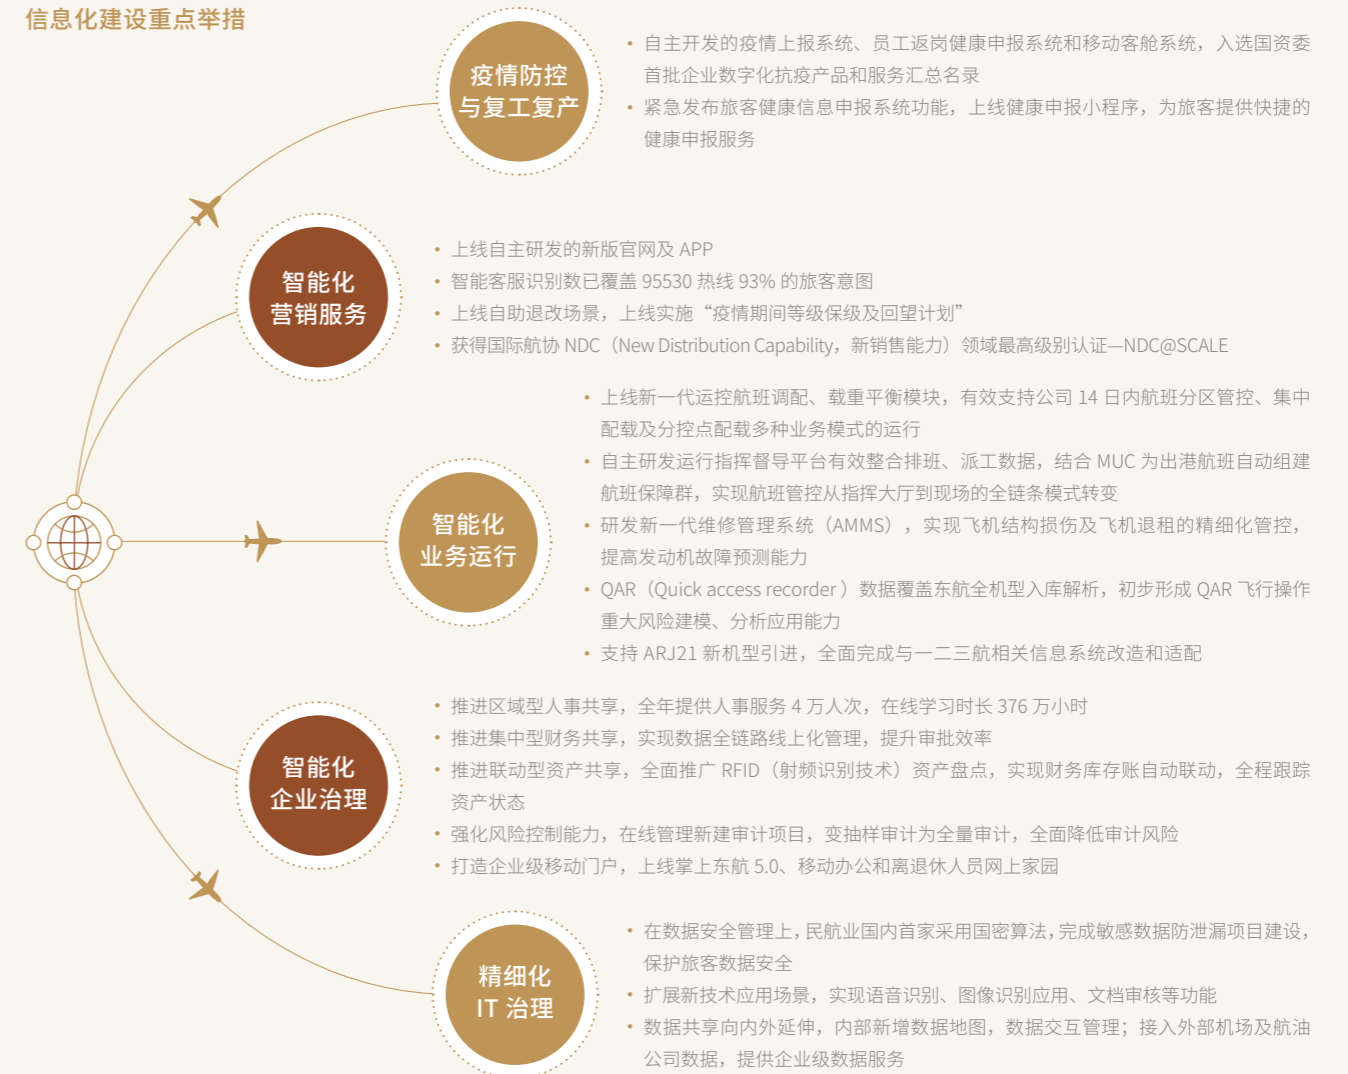 信息化建设重点举措
疫情防控
与复工复产
• 自主开发的疫情上报系统、员工返岗健康申报系统和移动客舱系统，入选国资委
首批企业数字化抗疫产品和服务汇总名录
• 紧急发布旅客健康信息申报系统功能，上线健康申报小程序，为旅客提供快捷的
健康申报服务
智能化
营销服务
• 上线自主研发的新版官网及 APP
• 智能客服识别数已覆盖 95530 热线 93% 的旅客意图
• 上线自助退改场景，上线实施“疫情期间等级保级及回望计划”
• 获得国际航协 NDC（New Distribution Capability，新销售能力）领域最高级别认证—NDC@SCALE
智能化
业务运行
• 上线新一代运控航班调配、载重平衡模块，有效支持公司 14 日内航班分区管控、集中
配载及分控点配载多种业务模式的运行
• 自主研发运行指挥督导平台有效整合排班、派工数据，结合 MUC 为出港航班自动组建
航班保障群，实现航班管控从指挥大厅到现场的全链条模式转变
• 研发新一代维修管理系统（AMMS），实现飞机结构损伤及飞机退租的精细化管控，
提高发动机故障预测能力
• QAR（Quick access recorder ）数据覆盖东航全机型入库解析，初步形成 QAR 飞行操作
重大风险建模、分析应用能力
• 支持 ARJ21 新机型引进，全面完成与一二三航相关信息系统改造和适配
智能化
企业治理
• 推进区域型人事共享，全年提供人事服务 4 万人次，在线学习时长 376 万小时
• 推进集中型财务共享，实现数据全链路线上化管理，提升审批效率
• 推进联动型资产共享，全面推广 RFID（射频识别技术）资产盘点，实现财务库存账自动联动，全程跟踪
资产状态
• 强化风险控制能力，在线管理新建审计项目，变抽样审计为全量审计，全面降低审计风险
• 打造企业级移动门户，上线掌上东航 5.0、移动办公和离退休人员网上家园
精细化
IT 治理
• 在数据安全管理上，民航业国内首家采用国密算法，完成敏感数据防泄漏项目建设，
保护旅客数据安全
• 扩展新技术应用场景，实现语音识别、图像识别应用、文档审核等功能
• 数据共享向内外延伸，内部新增数据地图，数据交互管理；接入外部机场及航油
公司数据，提供企业级数据服务